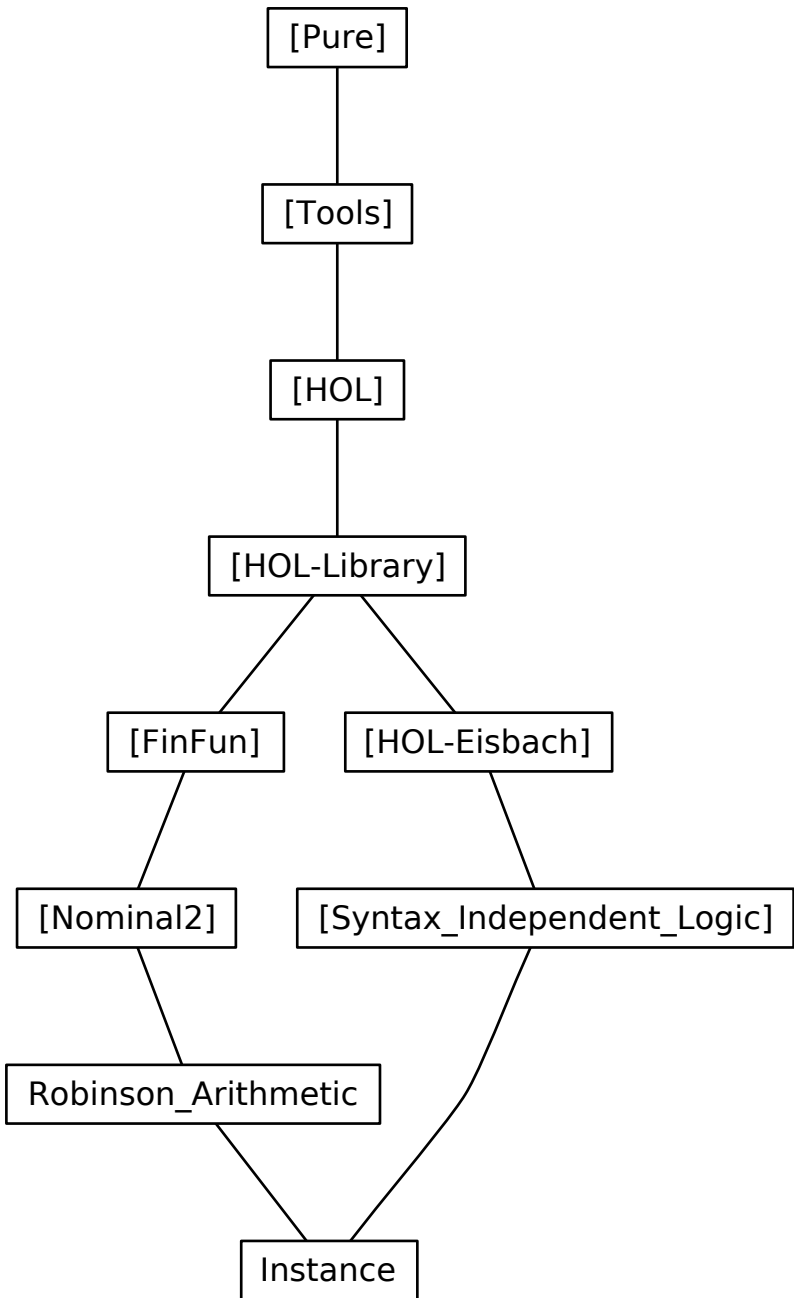 [Pure]
[Tools]
[HOL]
[HOL-Library]
[FinFun]
[HOL-Eisbach]
[Nominal2]
[Syntax_Independent_Logic]
Robinson_Arithmetic
Instance